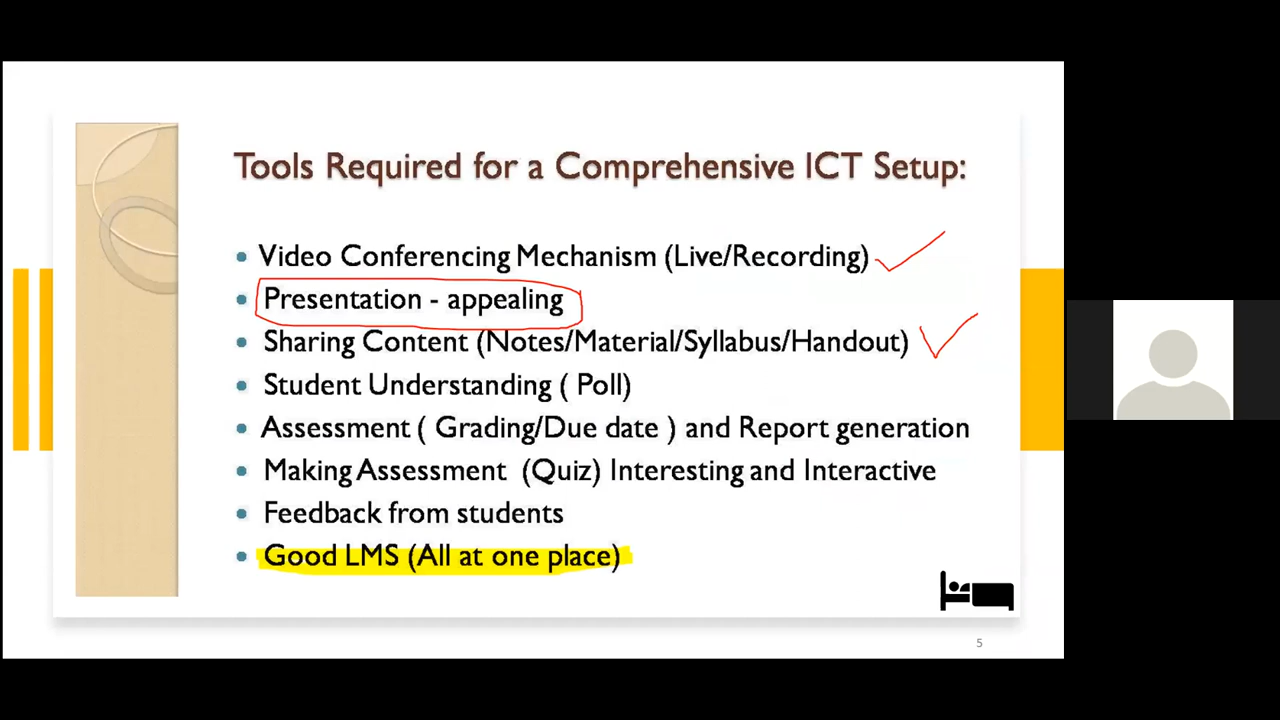 Tools Required for a Comprehensive ICT Setup:
• Video Conferencing Mechanism (Live/Recording)
• Presentation - appealing
• Sharing Content (Notes/Material/Syllabus/Handout)
• Student Understanding ( Poll)
• Assessment ( Grading/Due date ) and Report generation
• Making Assessment (Quiz) Interesting and Interactive
• Feedback from students
• Good LMS (All at one place)
5